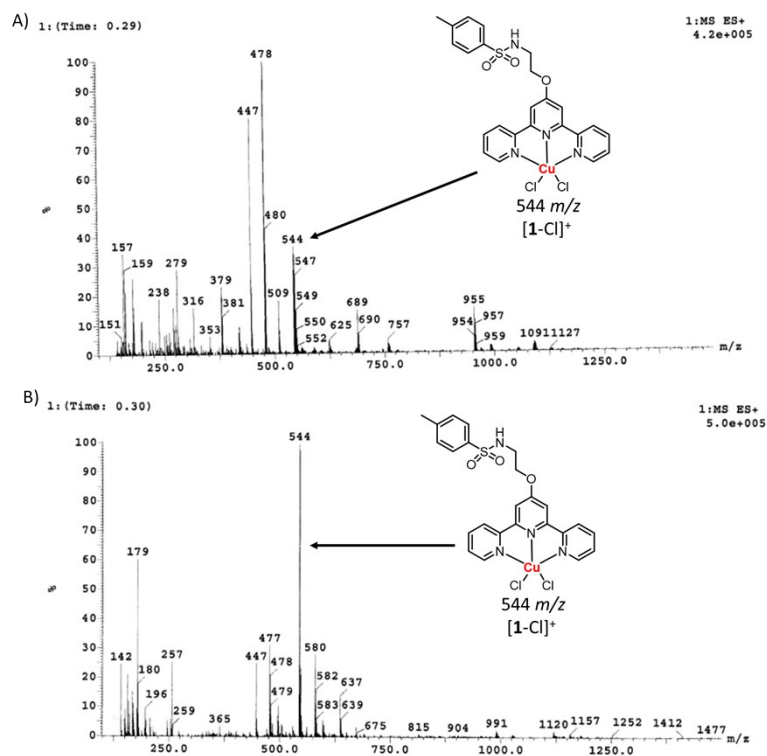 A)
1:(Time: 0.29)
1:MS ES+
4.2e+005
100
90
80
70
60
50
40
30
20
10
0
%
478
447
480
544
547
549
550
552
509
157
159
151
238
279
316
353
379
381
625
689
690
757
955
957
954
959
1091
1127
250.0
500.0
750.0
1000.0
1250.0
m/z
H
N
S
O
O
O
N
N
N
Cu
Cl
Cl
544 m/z
[1-Cl]+
B)
1:(Time: 0.30)
1:MS ES+
5.0e+005
100
90
80
70
60
50
40
30
20
10
0
%
544
179
142
180
196
257
259
365
447
477
478
479
580
582
583
637
639
675
815
904
991
1120
1157
1252
1412
1477
250.0
500.0
750.0
1000.0
1250.0
m/z
H
N
S
O
O
O
N
N
N
Cu
Cl
Cl
544 m/z
[1-Cl]+